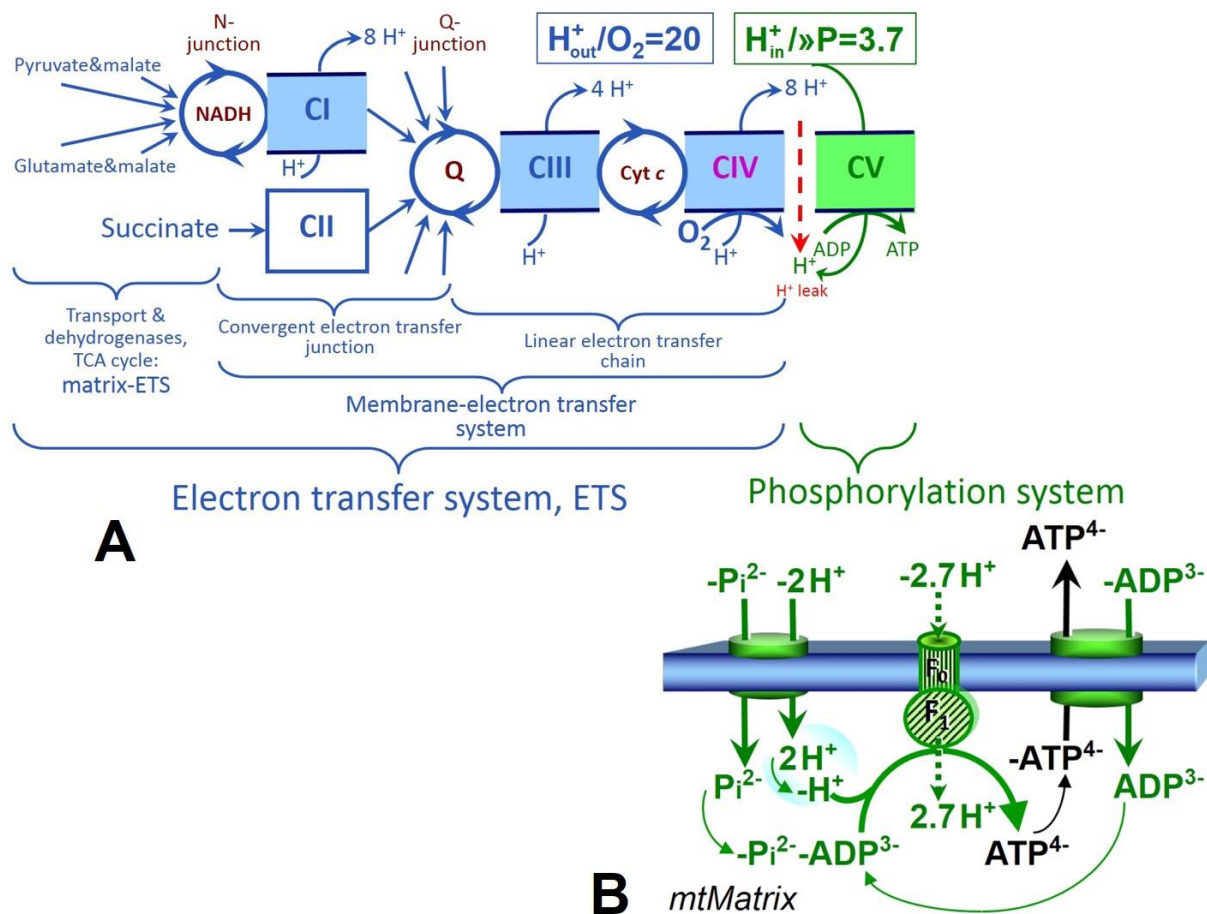 N-
junction
8 H⁺
Q-
junction
H⁺out/O₂=20
H⁺in/»P=3.7
Pyruvate&malate
NADH
CI
4 H⁺
8 H⁺
Glutamate&malate
H⁺
Q
CIII
Cyt c
CIV
CV
Succinate
CII
H⁺
O₂
H⁺
H⁺
ADP
ATP
H⁺ leak
Transport &
dehydrogenases,
TCA cycle:
matrix-ETS
Convergent electron transfer
junction
Linear electron transfer
chain
Membrane-electron transfer
system
Electron transfer system, ETS
Phosphorylation system
A
ATP⁴⁻
-Pi²⁻
-2H⁺
-2.7H⁺
-ADP³⁻
F₀
F₁
2H⁺
-ATP⁴⁻
Pi²⁻
-H⁺
2.7H⁺
ADP³⁻
-Pi²⁻-ADP³⁻
ATP⁴⁻
B
mtMatrix